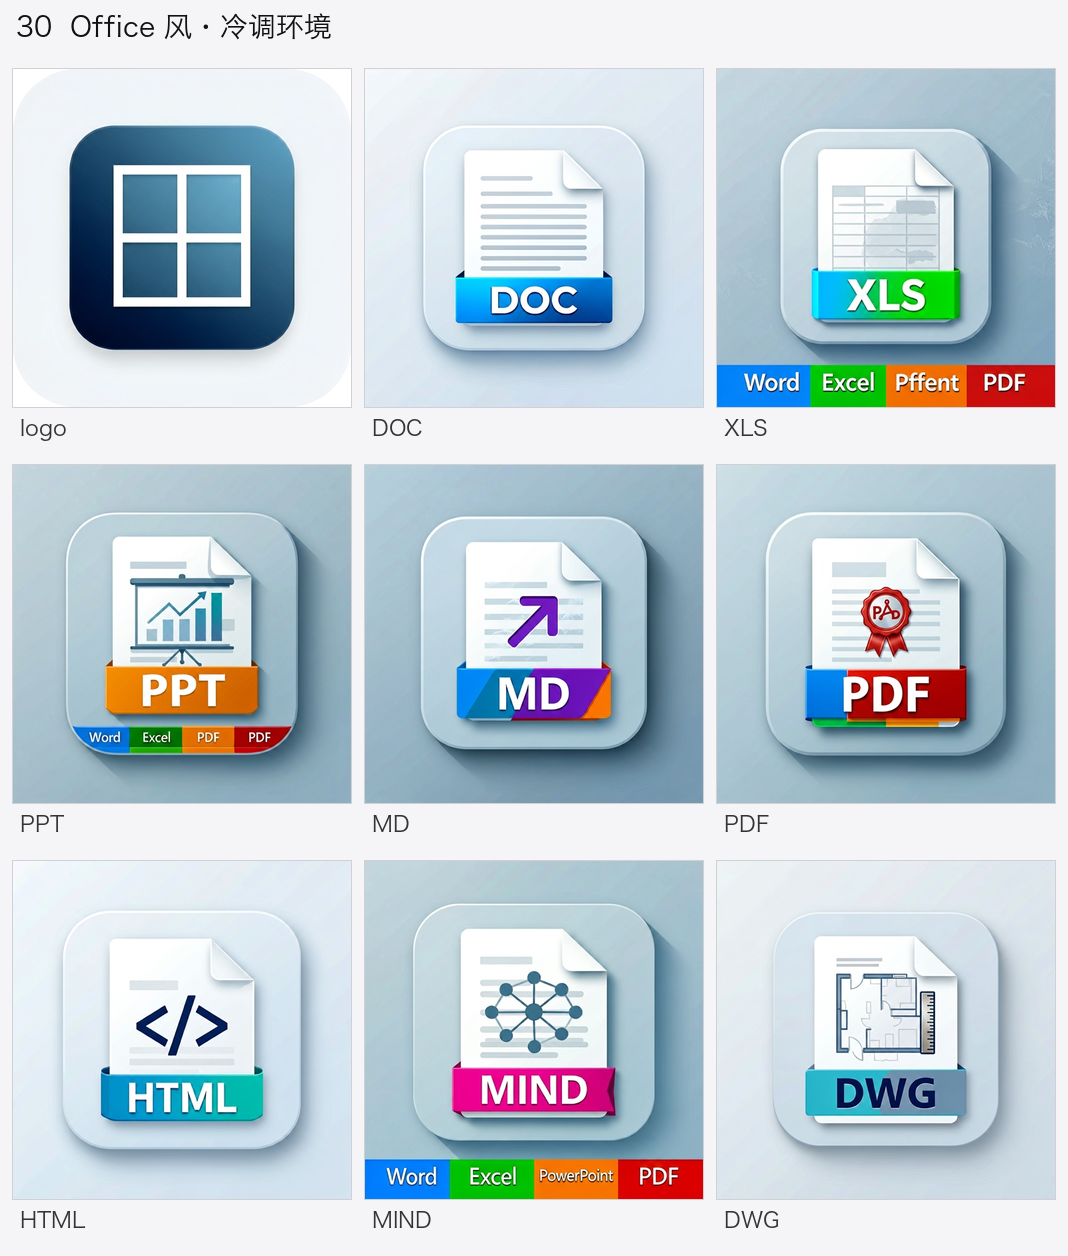 30 Office 风·冷调环境
logo
DOC
DOC
XLS
Word Excel Pffent PDF
XLS
PPT
Word Excel PDF PDF
PPT
MD
MD
PDF
PDF
</>
HTML
HTML
MIND
Word Excel PowerPoint PDF
MIND
DWG
DWG